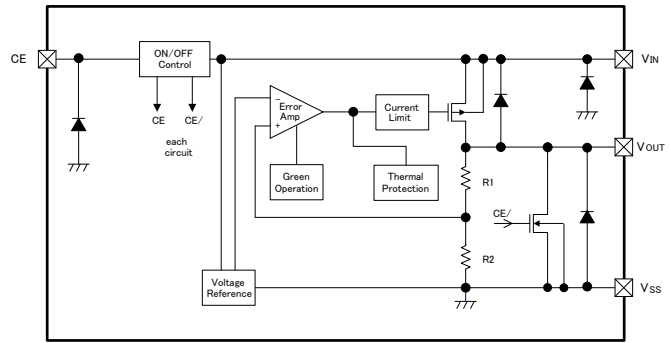 CE
ON/OFF
Control
CE
CE/
each
circuit
VIN
−
Error
Amp
+
Current
Limit
Green
Operation
Thermal
Protection
VOUT
R1
CE/
R2
Voltage
Reference
VSS